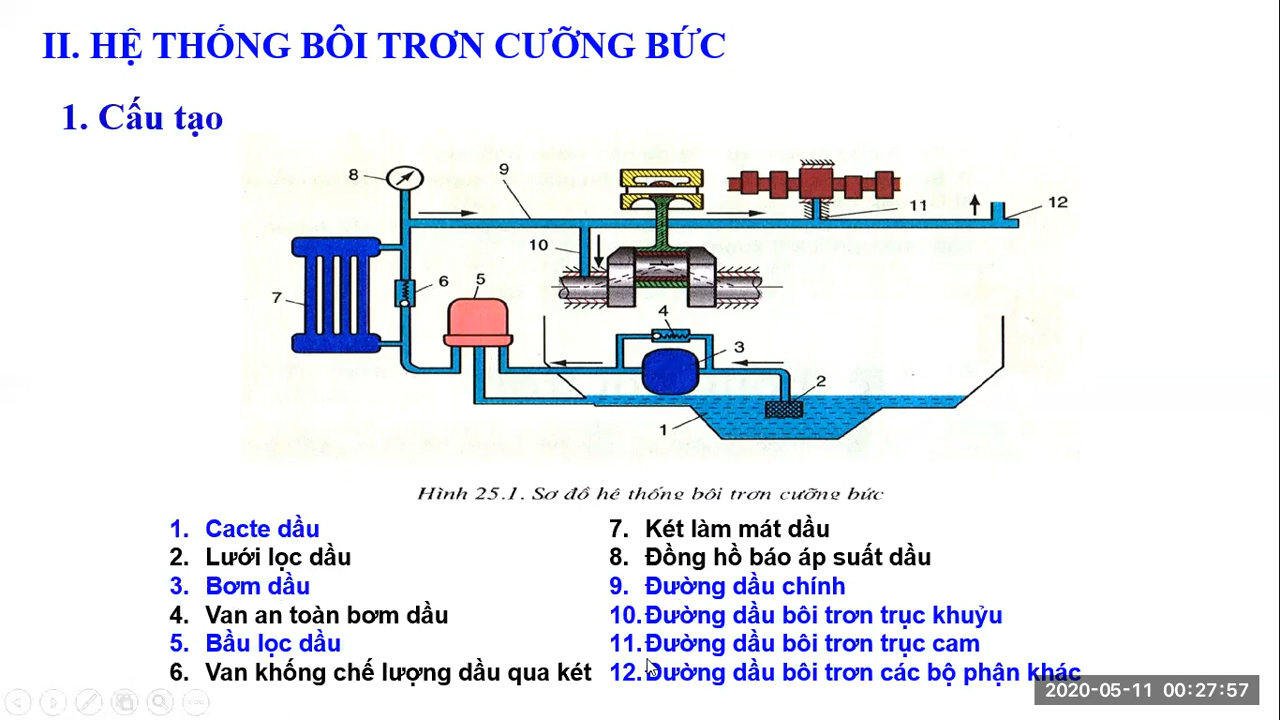 II. HỆ THỐNG BÔI TRƠN CƯỠNG BỨC
1. Cấu tạo
8
9
11
12
10
7
6
5
4
3
2
1
Hình 25.1. Sơ đồ hệ thống bôi trơn cưỡng bức
1. Cacte dầu
2. Lưới lọc dầu
3. Bơm dầu
4. Van an toàn bơm dầu
5. Bầu lọc dầu
6. Van khống chế lượng dầu qua két
7. Két làm mát dầu
8. Đồng hồ báo áp suất dầu
9. Đường dầu chính
10. Đường dầu bôi trơn trục khuỷu
11. Đường dầu bôi trơn trục cam
12. Đường dầu bôi trơn các bộ phận khác
2020-05-11 00:27:57